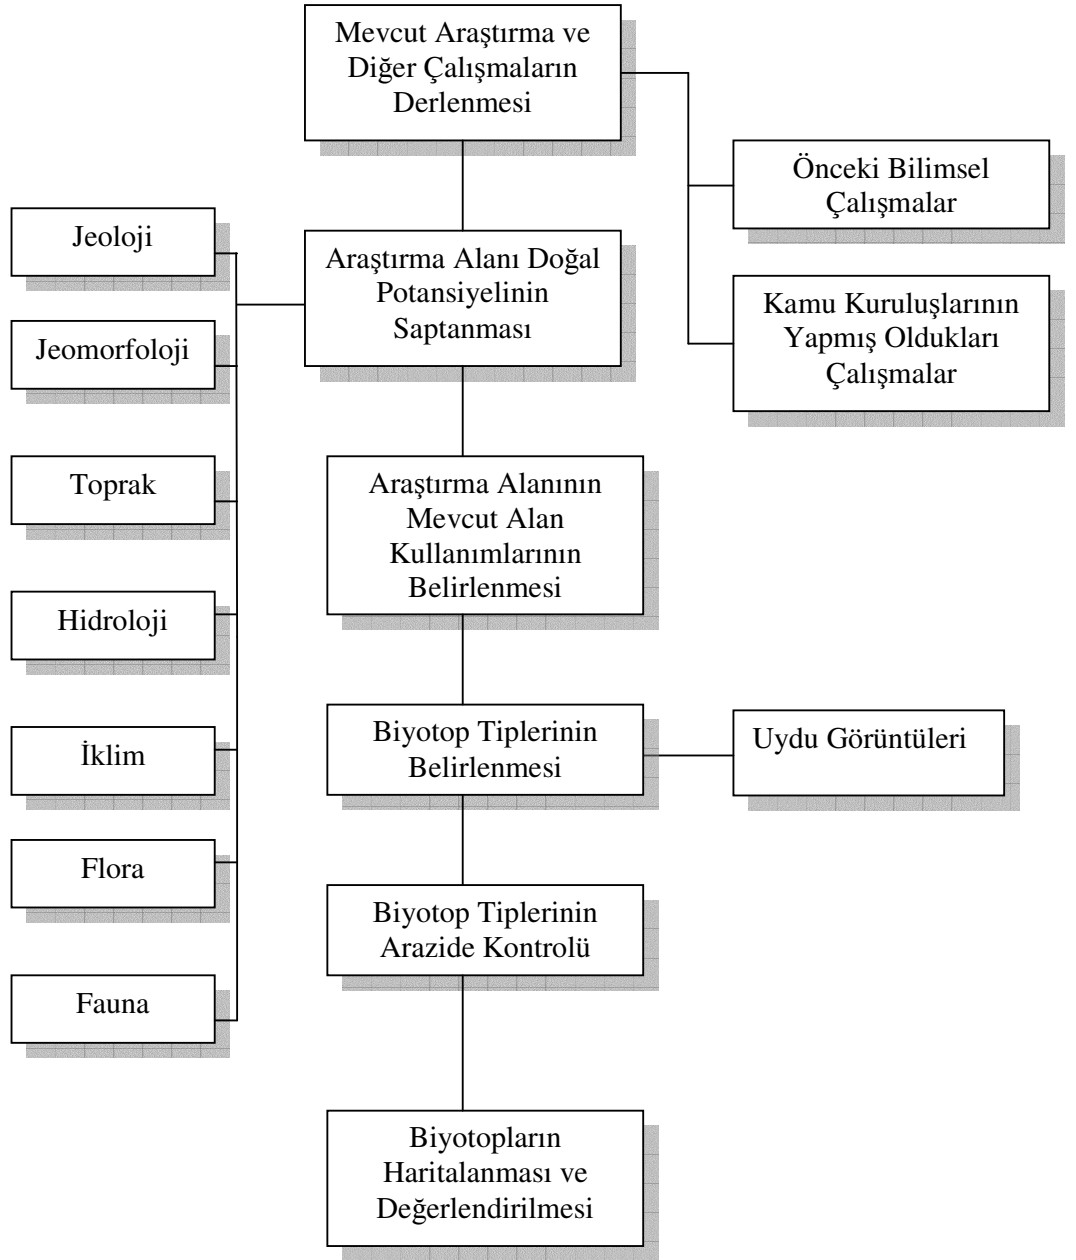 Mevcut Araştırma ve
Diğer Çalışmaların
Derlenmesi
Önceki Bilimsel
Çalışmalar
Kamu Kuruluşlarının
Yapmış Oldukları
Çalışmalar
Araştırma Alanı Doğal
Potansiyelinin
Saptanması
Jeoloji
Jeomorfoloji
Toprak
Hidroloji
İklim
Flora
Fauna
Araştırma Alanının
Mevcut Alan
Kullanımlarının
Belirlenmesi
Biyotop Tiplerinin
Belirlenmesi
Uydu Görüntüleri
Biyotop Tiplerinin
Arazide Kontrolü
Biyotopların
Haritalanması ve
Değerlendirilmesi